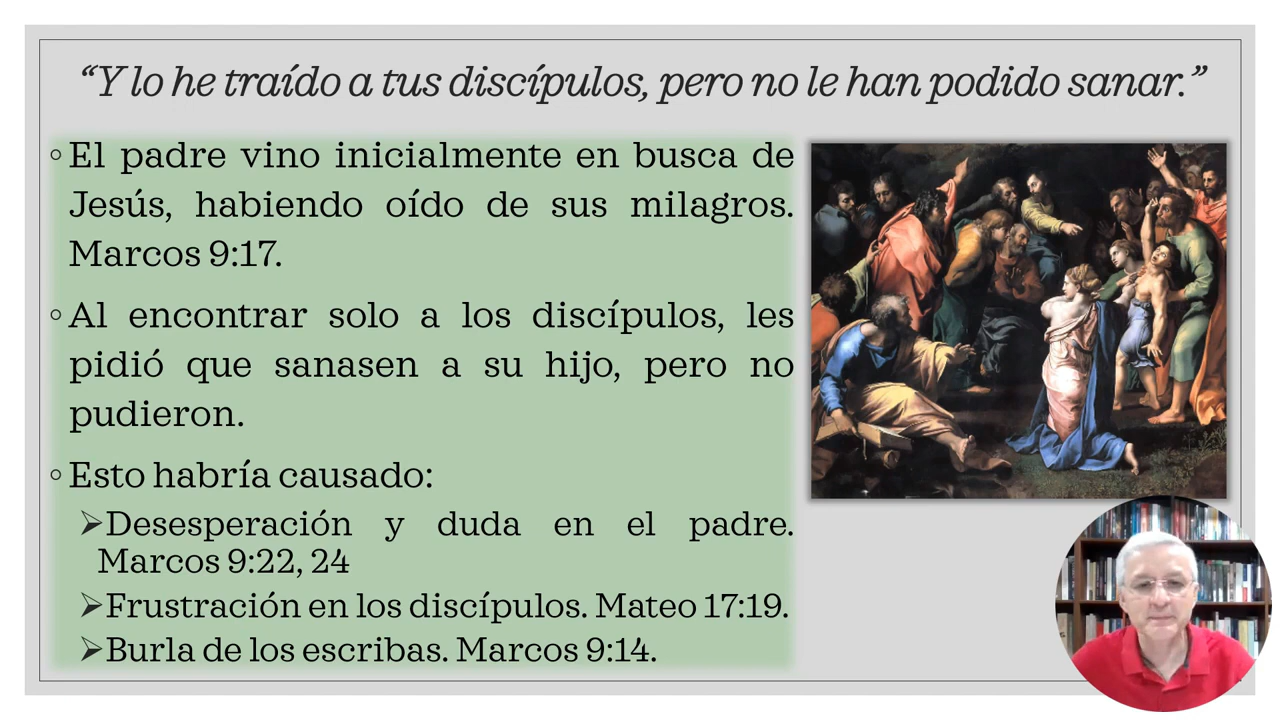 “Y lo he traído a tus discípulos, pero no le han podido sanar.”
◦El padre vino inicialmente en busca de
Jesús, habiendo oído de sus milagros.
Marcos 9:17.
◦Al encontrar solo a los discípulos, les
pidió que sanasen a su hijo, pero no
pudieron.
◦Esto habría causado:
➢Desesperación y duda en el padre.
Marcos 9:22, 24
➢Frustración en los discípulos. Mateo 17:19.
➢Burla de los escribas. Marcos 9:14.